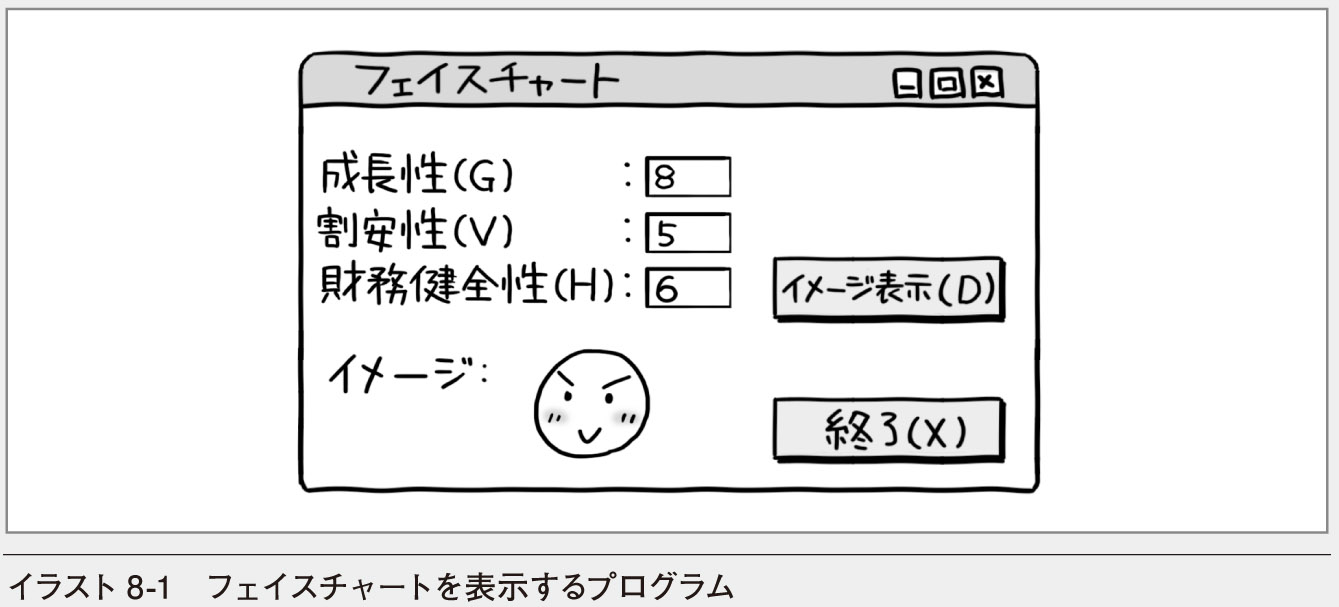 フェイスチャート
成長性(G) : 8
割安性(V) : 5
財務健全性(H): 6
イメージ表示(D)
イメージ:
終了(X)
イラスト 8-1 フェイスチャートを表示するプログラム